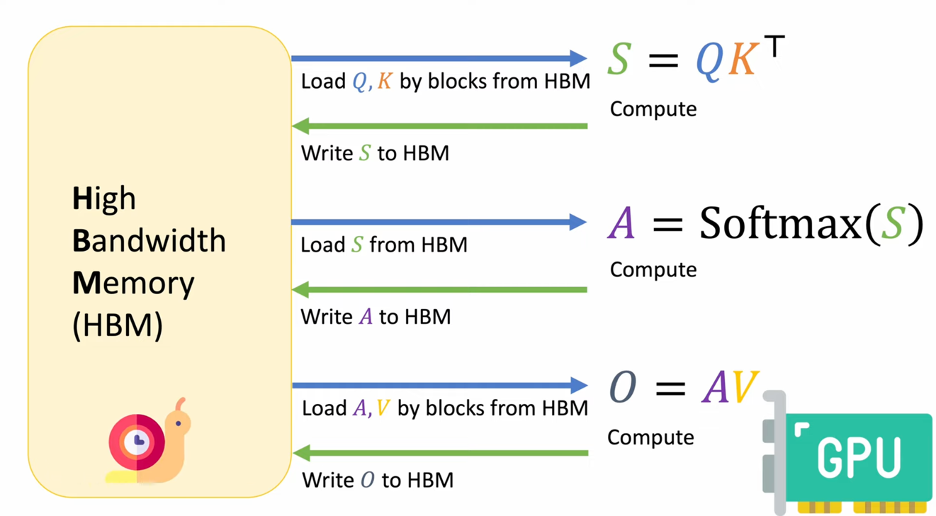 Load Q, K by blocks from HBM
S = QK⊤
Compute
Write S to HBM
High
Bandwidth
Memory
(HBM)
Load S from HBM
A = Softmax(S)
Compute
Write A to HBM
Load A, V by blocks from HBM
O = AV
Compute
Write O to HBM
GPU